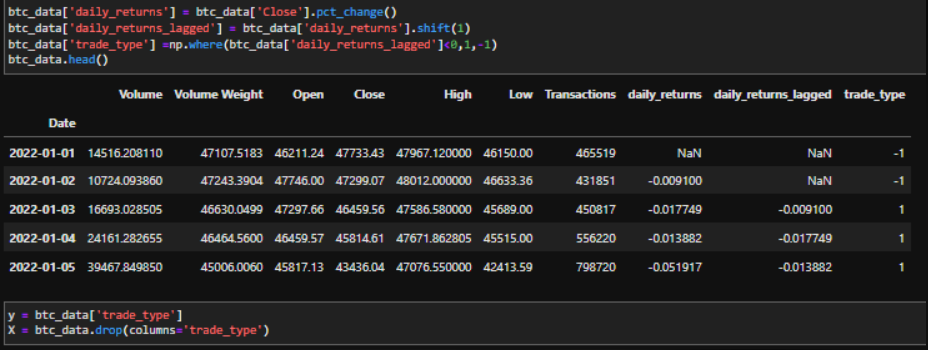 btc_data['daily_returns'] = btc_data['Close'].pct_change()
btc_data['daily_returns_lagged'] = btc_data['daily_returns'].shift(1)
btc_data['trade_type'] =np.where(btc_data['daily_returns_lagged']<0,1,-1)
btc_data.head()
Volume Volume Weight Open Close High Low Transactions daily_returns daily_returns_lagged trade_type
Date
2022-01-01 14516.208110 47107.5183 46211.24 47733.43 47967.120000 46150.00 465519 NaN NaN -1
2022-01-02 10724.093860 47243.3904 47746.00 47299.07 48012.000000 46633.36 431851 -0.009100 NaN -1
2022-01-03 16693.028505 46630.0499 47297.66 46459.56 47586.580000 45689.00 450817 -0.017749 -0.009100 1
2022-01-04 24161.282655 46464.5600 46459.57 45814.61 47671.862805 45515.00 556220 -0.013882 -0.017749 1
2022-01-05 39467.849850 45006.0060 45817.13 43436.04 47076.550000 42413.59 798720 -0.051917 -0.013882 1
y = btc_data['trade_type']
X = btc_data.drop(columns='trade_type')